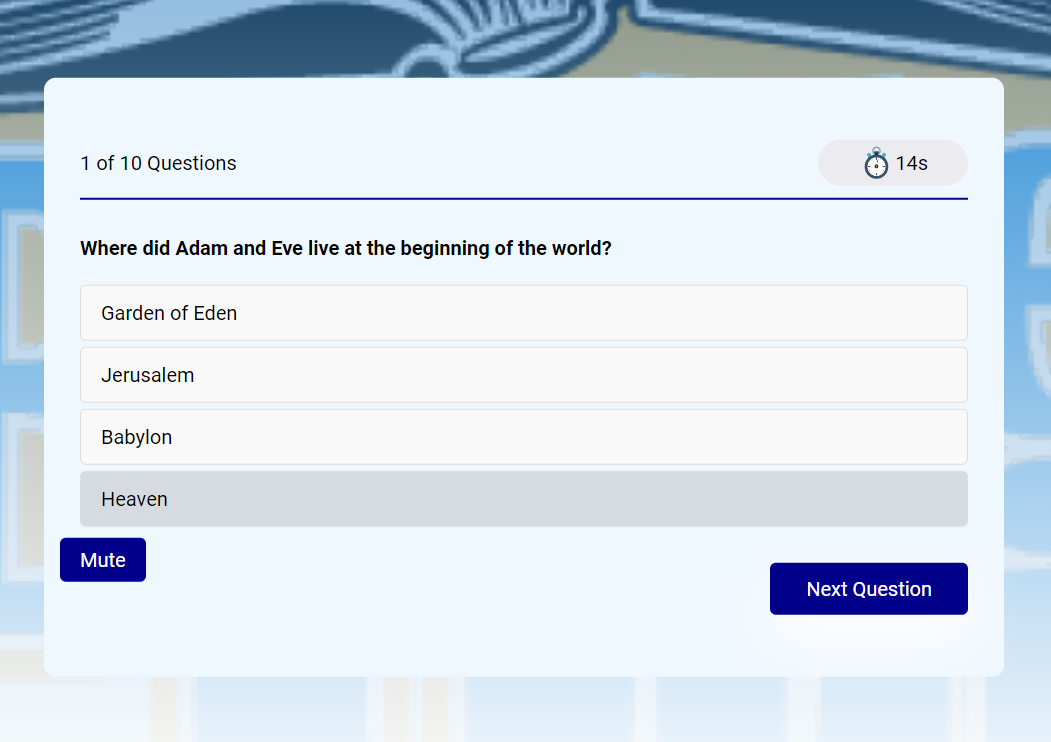 1 of 10 Questions
14s
Where did Adam and Eve live at the beginning of the world?
Garden of Eden
Jerusalem
Babylon
Heaven
Mute
Next Question